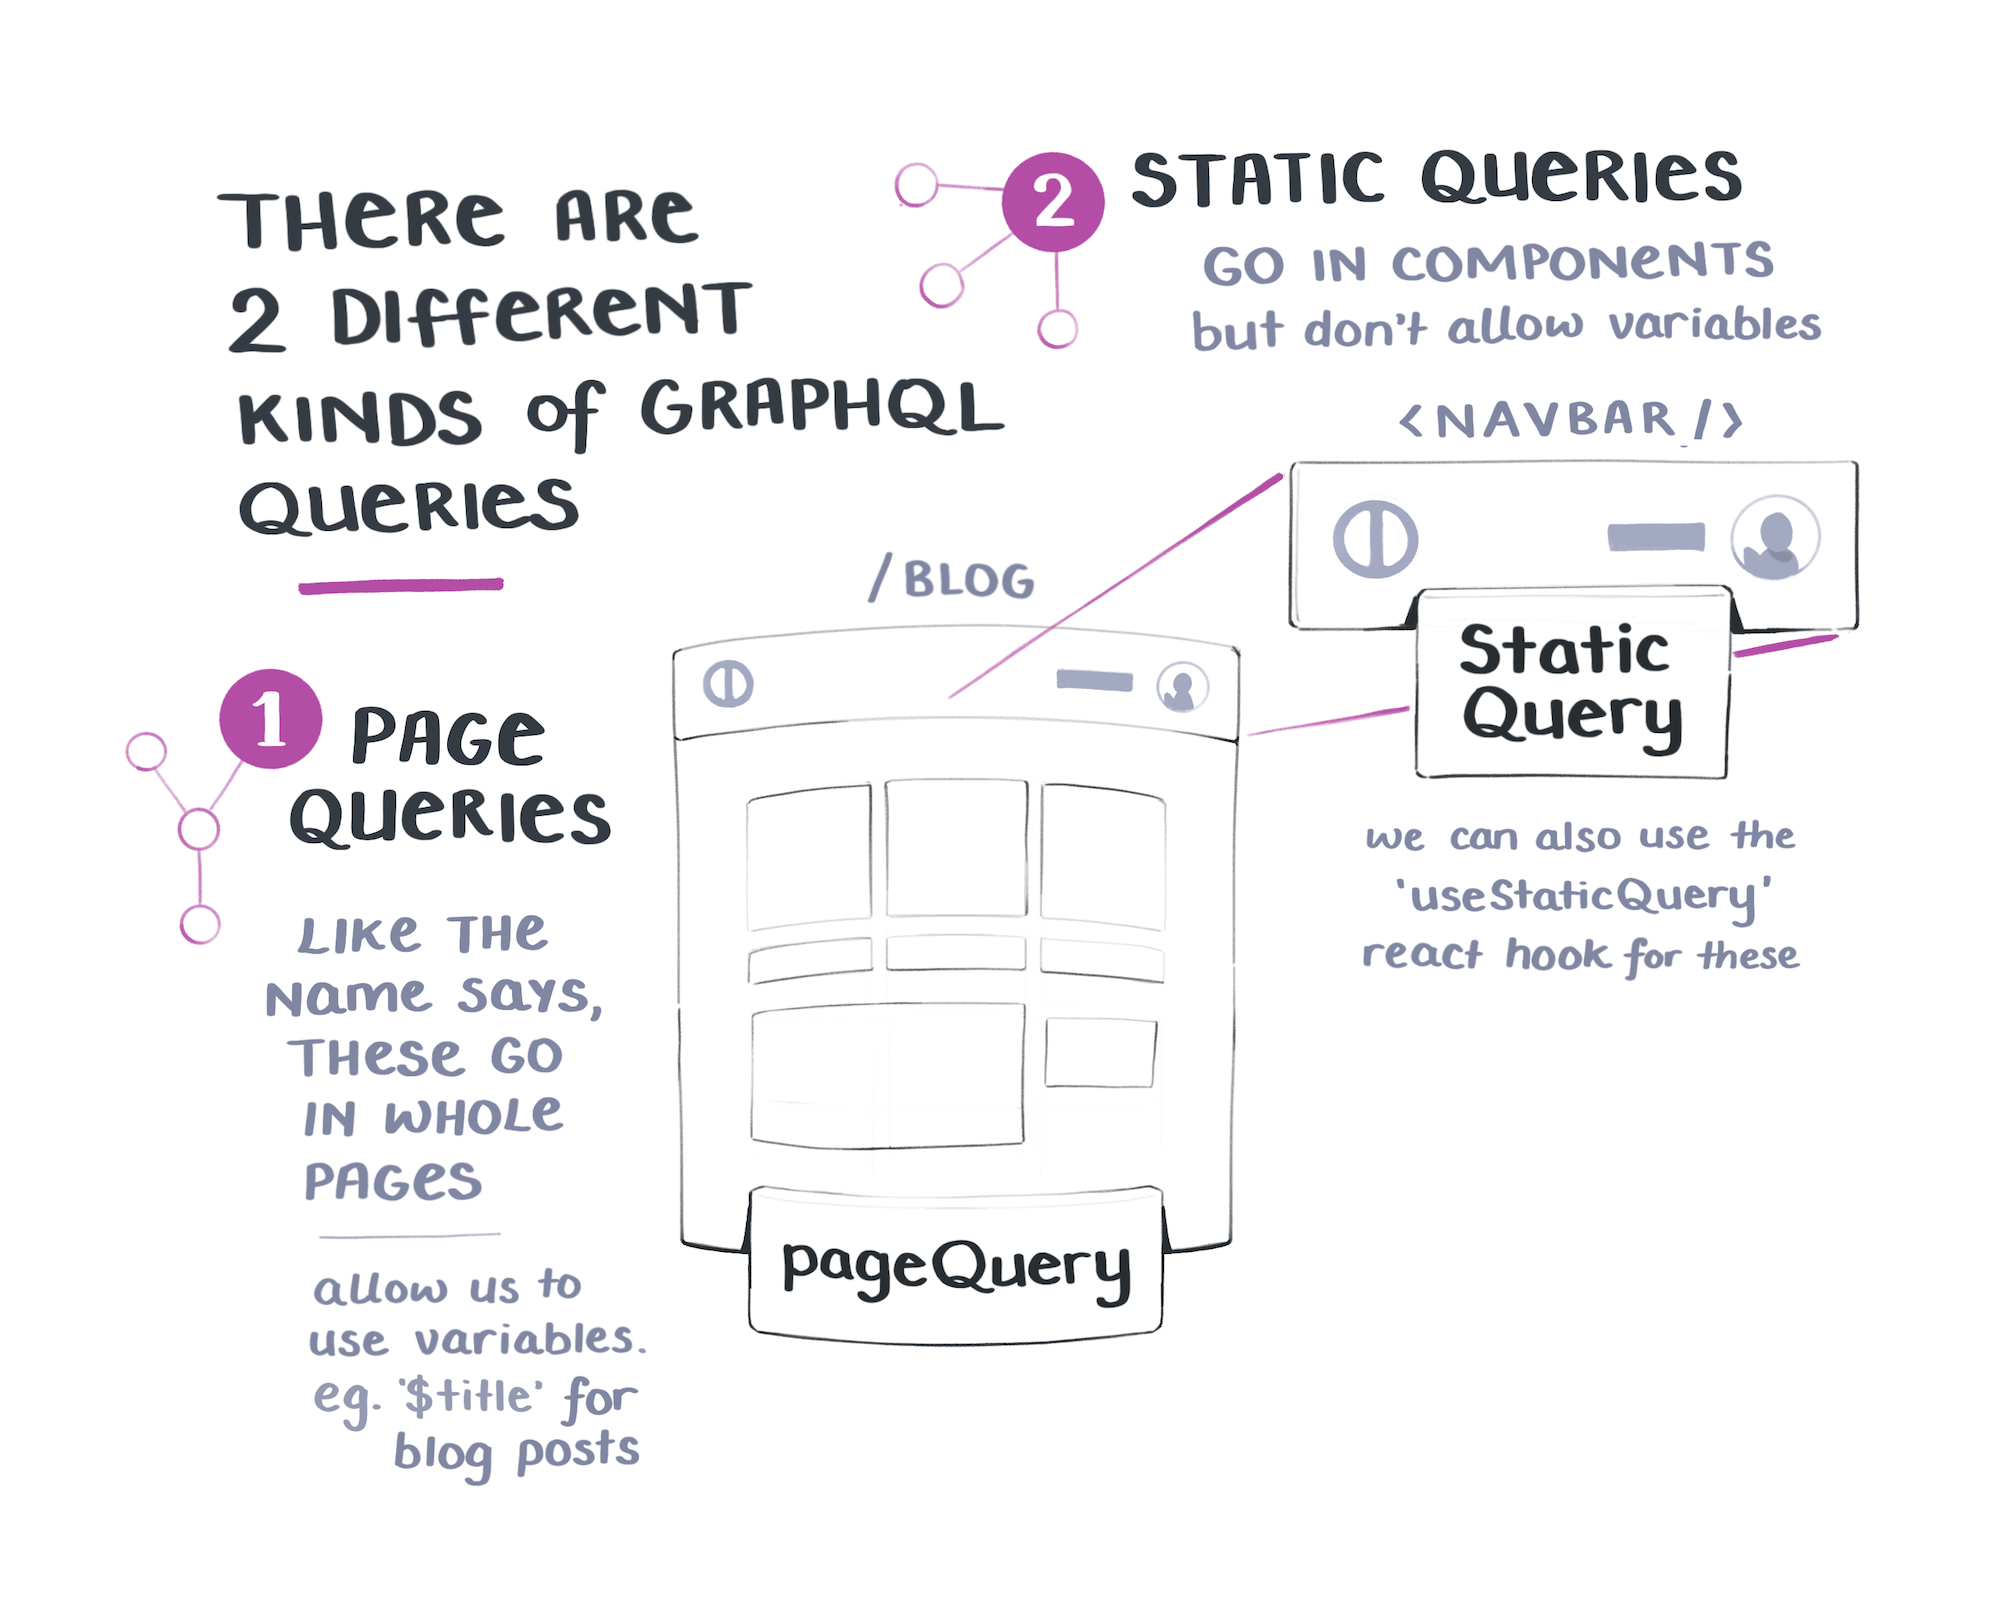 THERE ARE
2 DIFFERENT
KINDS of GRAPHQL
QUERIES
1 PAGE
QUERIES
LIKE THE
NAME SAYS,
THESE GO
IN WHOLE
PAGES
allow us to
use variables.
eg. '$title' for
blog posts
/BLOG
pageQuery
2 STATIC QUERIES
GO IN COMPONENTS
but don't allow variables
<NAVBAR />
Static
Query
we can also use the
'useStaticQuery'
react hook for these